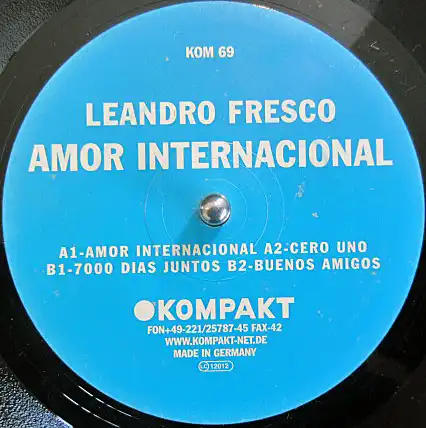 KOM 69
LEANDRO FRESCO
AMOR INTERNACIONAL
A1-AMOR INTERNACIONAL A2-CERO UNO
B1-7000 DIAS JUNTOS B2-BUENOS AMIGOS
KOMPAKT
FON+49-221/25787-45 FAX-42
WWW.KOMPAKT-NET.DE
MADE IN GERMANY
LC 12012